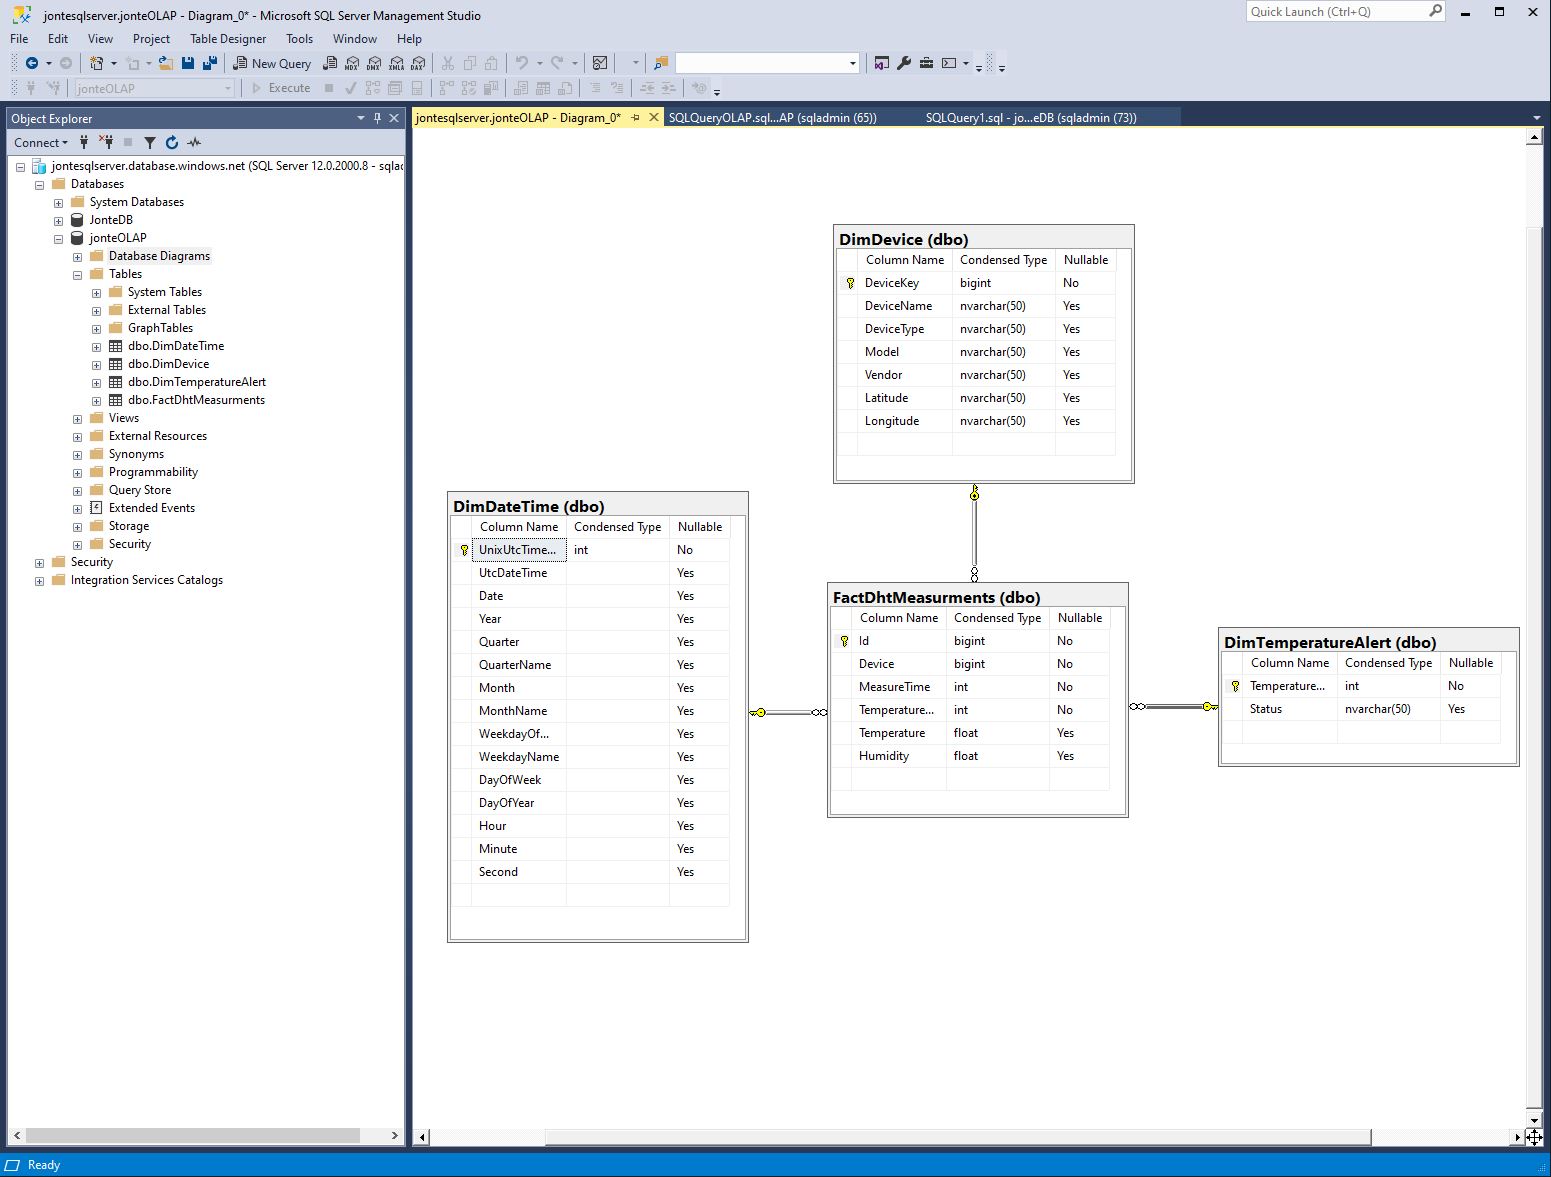 jontesqlserver.jonteOLAP - Diagram_0* - Microsoft SQL Server Management Studio
Quick Launch (Ctrl+Q)
File Edit View Project Table Designer Tools Window Help
New Query MDX DMX XMLA DAX
jonteOLAP Execute
Object Explorer
Connect
jontesqlserver.database.windows.net (SQL Server 12.0.2000.8 - sqlac
Databases
System Databases
JonteDB
jonteOLAP
Database Diagrams
Tables
System Tables
External Tables
GraphTables
dbo.DimDateTime
dbo.DimDevice
dbo.DimTemperatureAlert
dbo.FactDhtMeasurments
Views
External Resources
Synonyms
Programmability
Query Store
Extended Events
Storage
Security
Security
Integration Services Catalogs
jontesqlserver.jonteOLAP - Diagram_0* SQLQueryOLAP.sql...AP (sqladmin (65)) SQLQuery1.sql - jo...eDB (sqladmin (73))
DimDevice (dbo)
Column Name Condensed Type Nullable
DeviceKey bigint No
DeviceName nvarchar(50) Yes
DeviceType nvarchar(50) Yes
Model nvarchar(50) Yes
Vendor nvarchar(50) Yes
Latitude nvarchar(50) Yes
Longitude nvarchar(50) Yes
DimDateTime (dbo)
Column Name Condensed Type Nullable
UnixUtcTime... int No
UtcDateTime Yes
Date Yes
Year Yes
Quarter Yes
QuarterName Yes
Month Yes
MonthName Yes
WeekdayOf... Yes
WeekdayName Yes
DayOfWeek Yes
DayOfYear Yes
Hour Yes
Minute Yes
Second Yes
FactDhtMeasurments (dbo)
Column Name Condensed Type Nullable
Id bigint No
Device bigint No
MeasureTime int No
Temperature... int No
Temperature float Yes
Humidity float Yes
DimTemperatureAlert (dbo)
Column Name Condensed Type Nullable
Temperature... int No
Status nvarchar(50) Yes
Ready